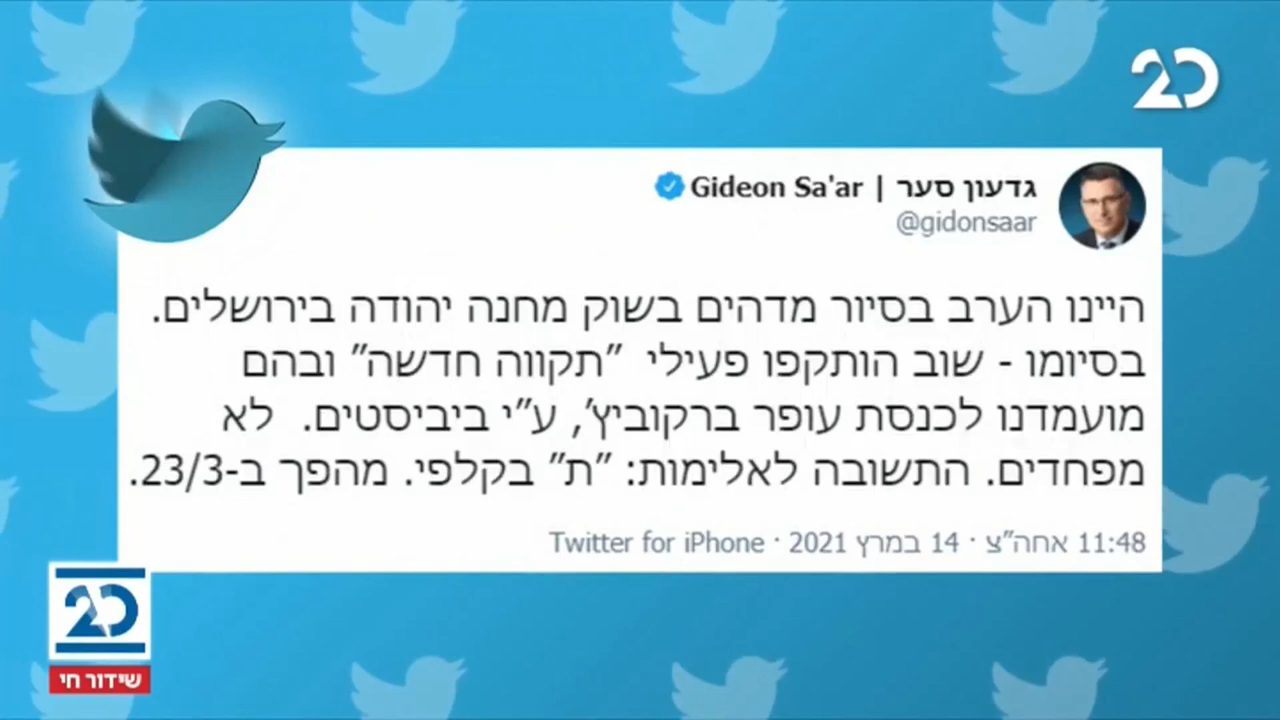 20
גדעון סער | Gideon Sa'ar
@gidonsaar
היינו הערב בסיור מדהים בשוק מחנה יהודה בירושלים.
בסיומו - שוב הותקפו פעילי ״תקווה חדשה״ ובהם
מועמדנו לכנסת עופר ברקוביץ', ע״י ביביסטים. לא
מפחדים. התשובה לאלימות: ״ת״ בקלפי. מהפך ב-23/3.
11:48 אחה״צ · 14 במרץ 2021 · Twitter for iPhone
20
שידור חי